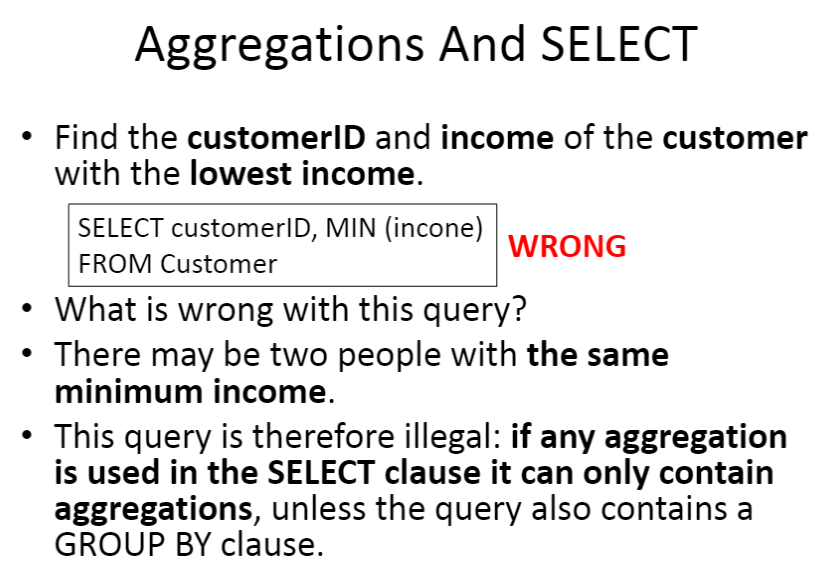 Aggregations And SELECT
• Find the customerID and income of the customer
with the lowest income.
SELECT customerID, MIN (incone)
FROM Customer
WRONG
• What is wrong with this query?
• There may be two people with the same
minimum income.
• This query is therefore illegal: if any aggregation
is used in the SELECT clause it can only contain
aggregations, unless the query also contains a
GROUP BY clause.